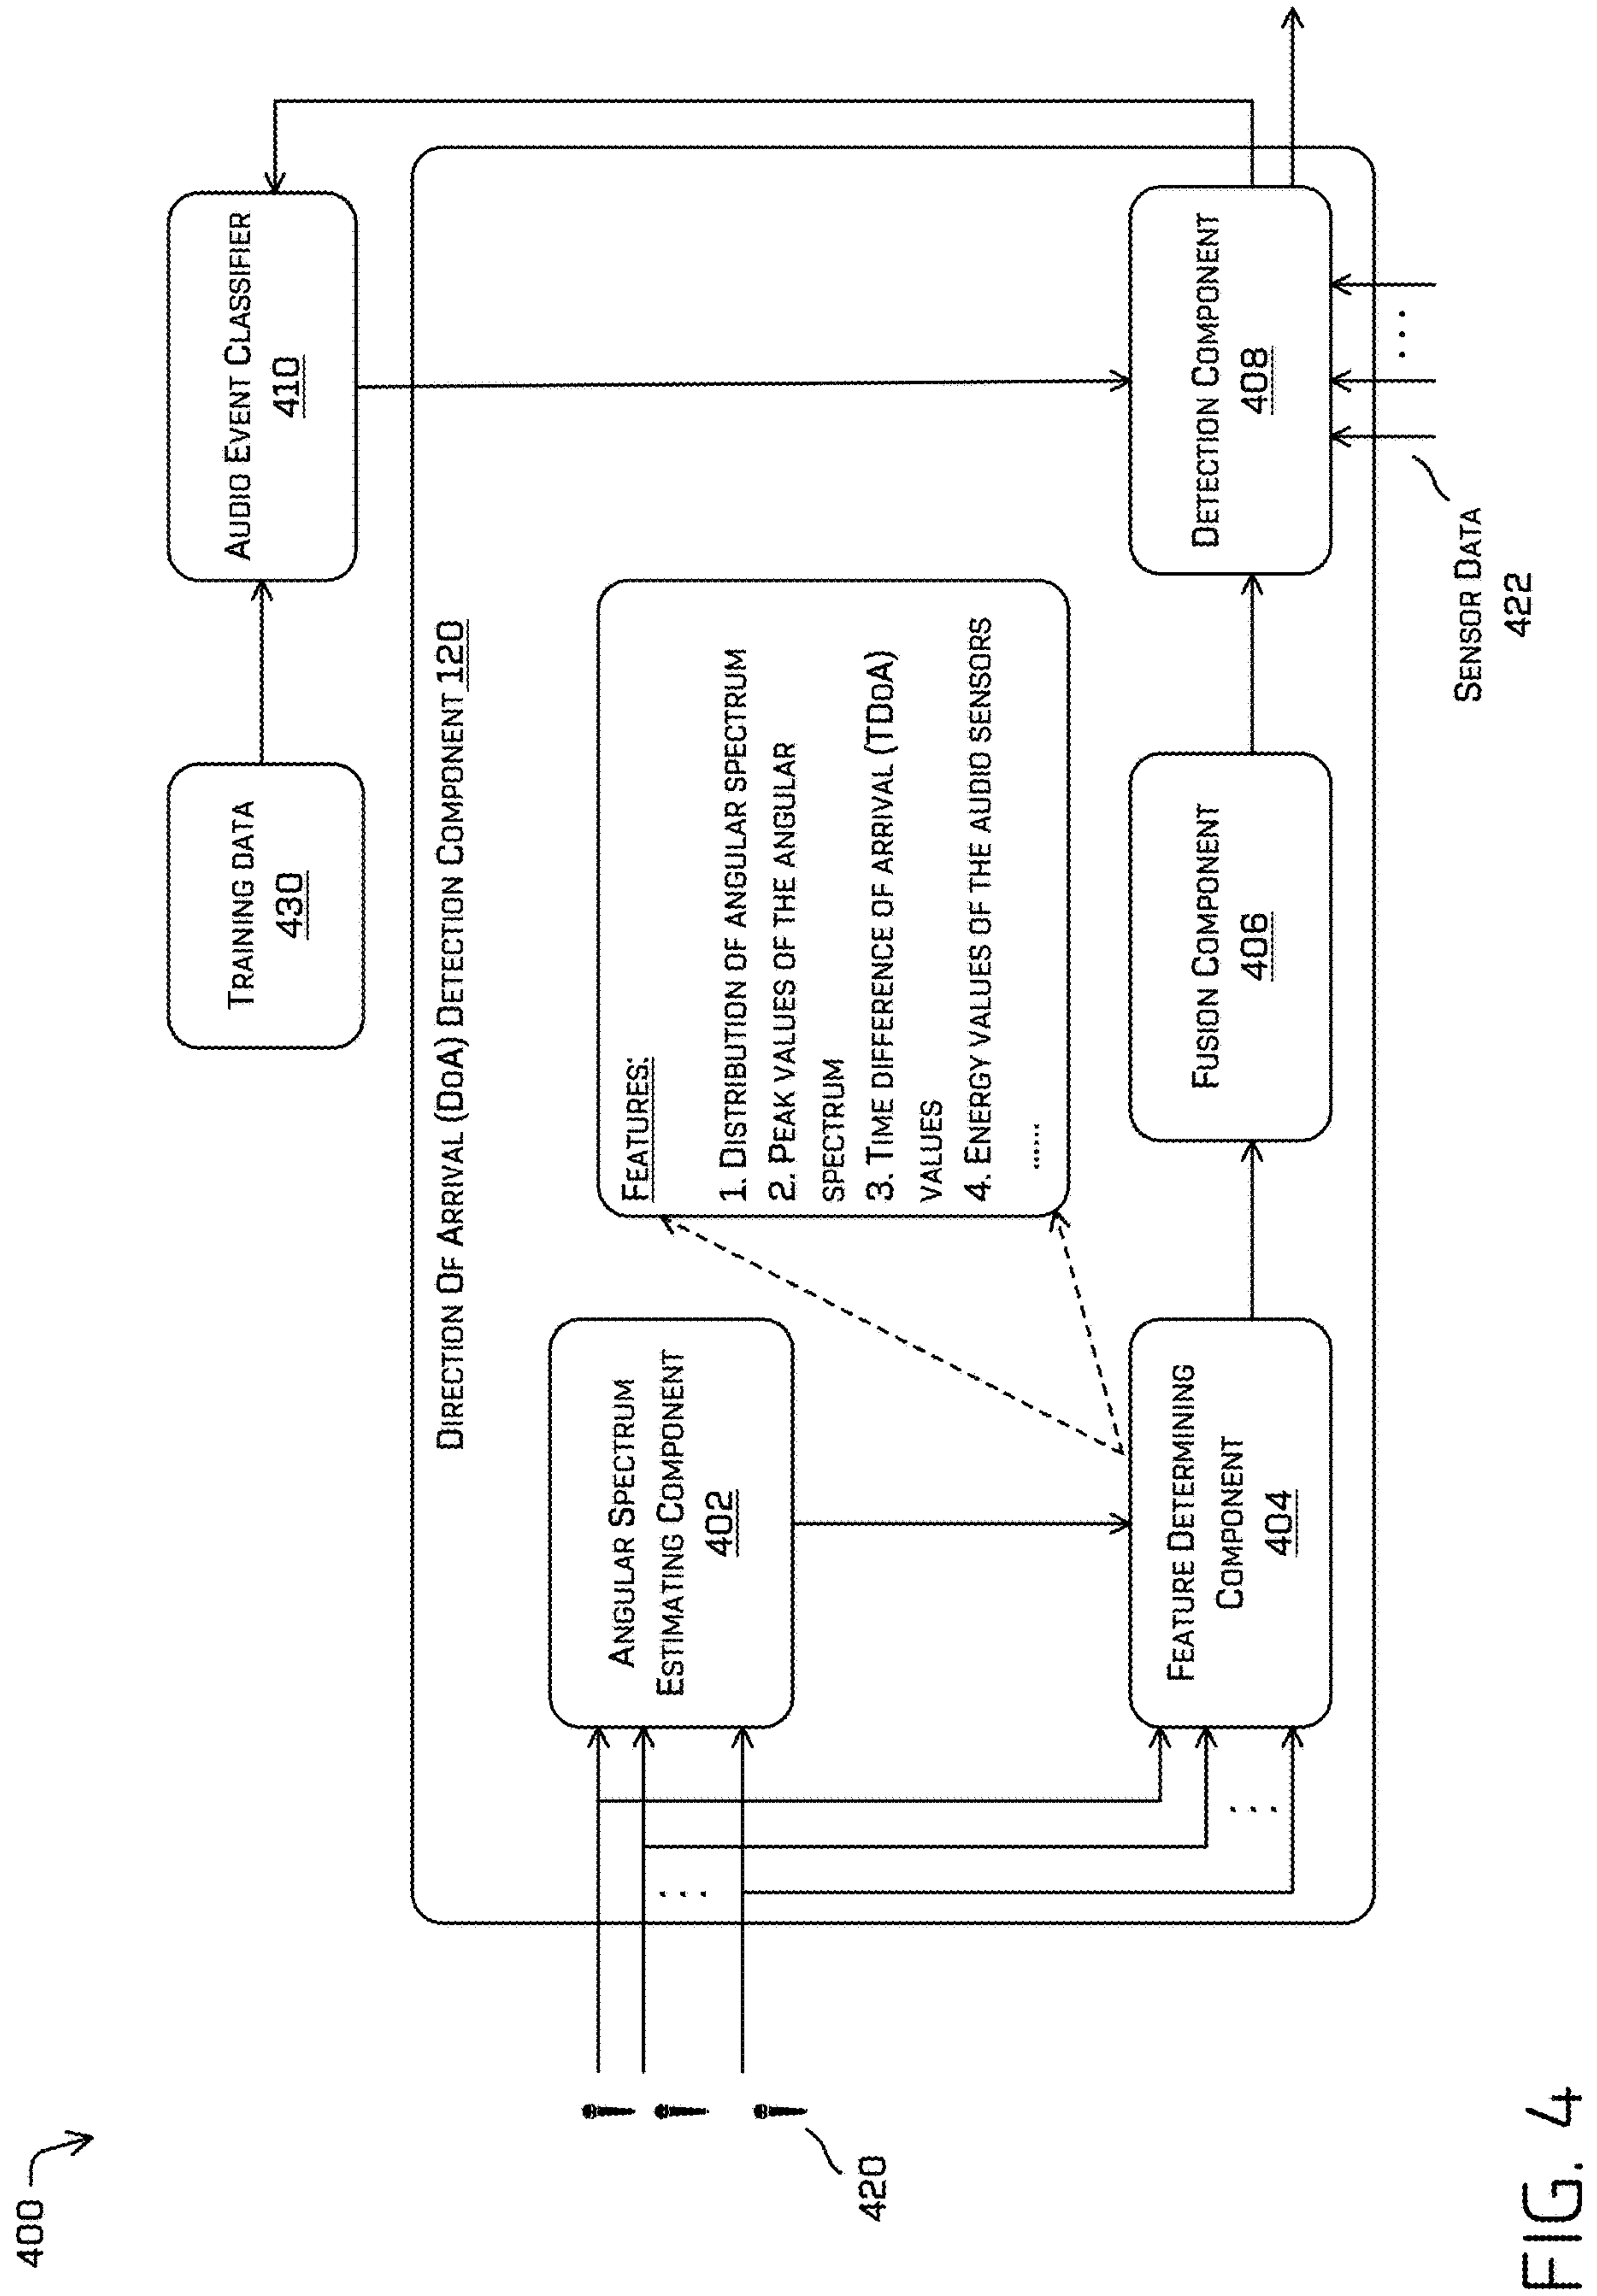 400
TRAINING DATA
430
AUDIO EVENT CLASSIFIER
410
DIRECTION OF ARRIVAL (DOA) DETECTION COMPONENT 120
ANGULAR SPECTRUM
ESTIMATING COMPONENT
402
FEATURES:
1. DISTRIBUTION OF ANGULAR SPECTRUM
2. PEAK VALUES OF THE ANGULAR
SPECTRUM
3. TIME DIFFERENCE OF ARRIVAL (TDOA)
VALUES
4. ENERGY VALUES OF THE AUDIO SENSORS
......
420
FEATURE DETERMINING
COMPONENT
404
FUSION COMPONENT
406
DETECTION COMPONENT
408
SENSOR DATA
422
FIG. 4